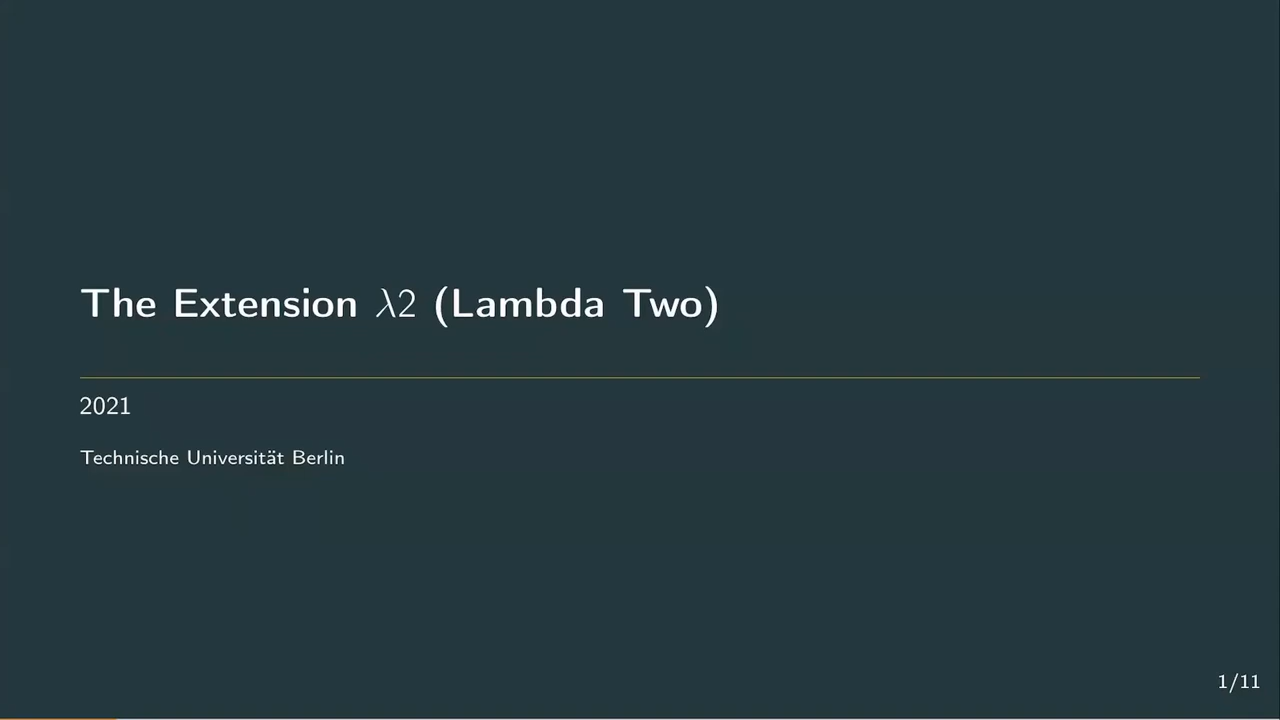 The Extension λ2 (Lambda Two)
2021
Technische Universität Berlin
1/11